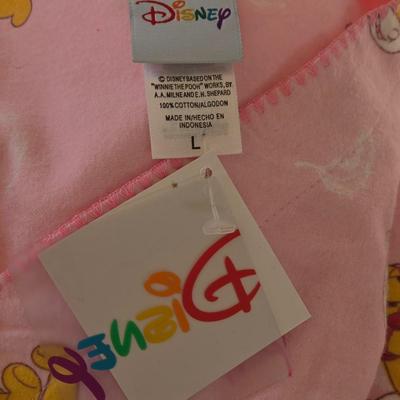 Disney
© DISNEY BASED ON THE
"WINNIE THE POOH" WORKS, BY
A.A. MILNE AND E.H. SHEPARD
100% COTTON/ALGODON
MADE IN/HECHO EN
INDONESIA
L
Disney